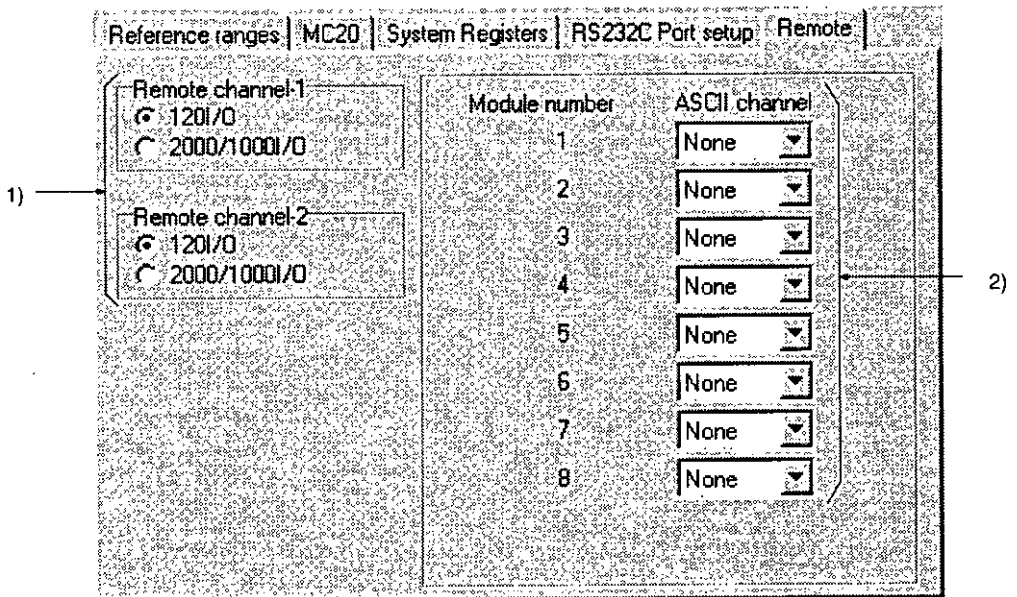 Reference ranges MC20 System Registers RS232C Port setup Remote
Remote channel-1
120I/O
2000/1000I/O
1)
Remote channel-2
120I/O
2000/1000I/O
Module number ASCII channel
1 None
2 None
3 None
4 None
5 None
6 None
7 None
8 None
2)